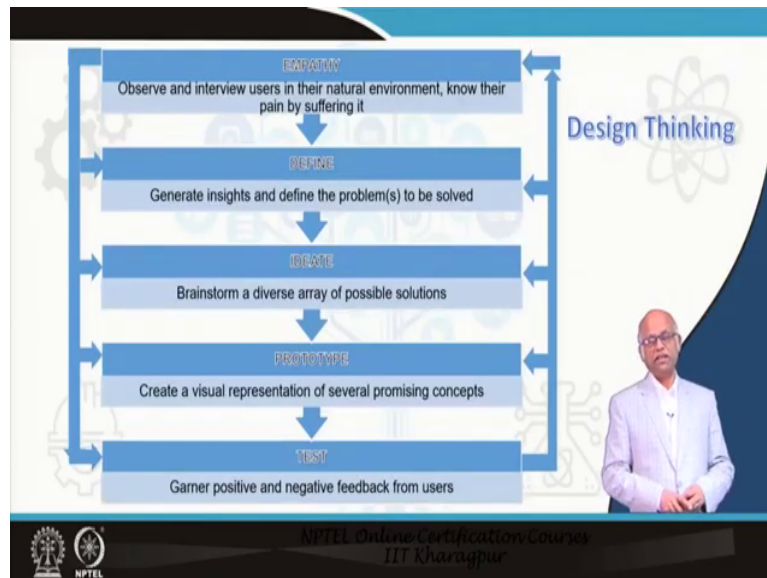 EMPATHY
Observe and interview users in their natural environment, know their
pain by suffering it
Design Thinking
DEFINE
Generate insights and define the problem(s) to be solved
IDEATE
Brainstorm a diverse array of possible solutions
PROTOTYPE
Create a visual representation of several promising concepts
TEST
Garner positive and negative feedback from users
NPTEL Online Certification Courses
IIT Kharagpur
NPTEL